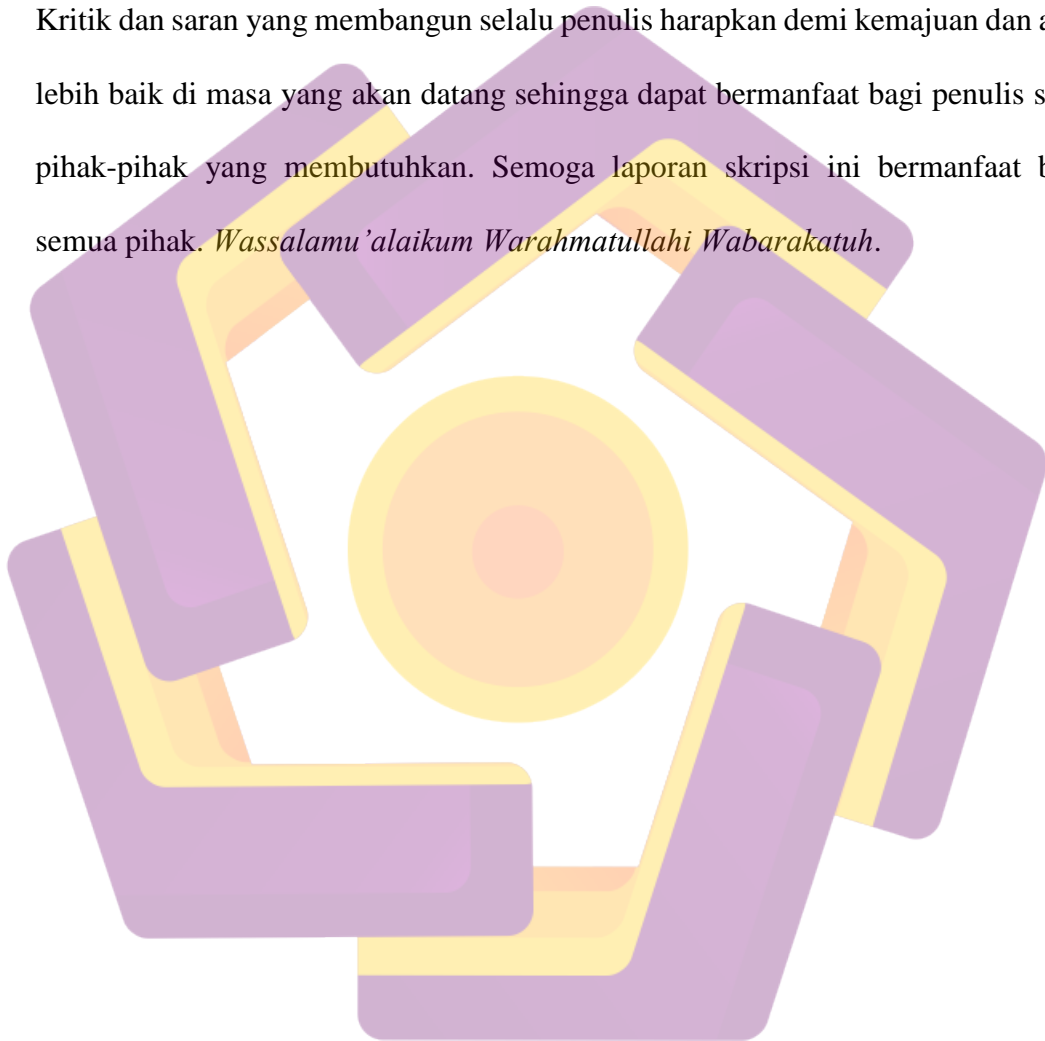 Kritik dan saran yang membangun selalu penulis harapkan demi kemajuan dan
lebih baik di masa yang akan datang sehingga dapat bermanfaat bagi penulis
pihak-pihak yang membutuhkan. Semoga laporan skripsi ini bermanfaat
semua pihak. Wassalamu’alaikum Warahmatullahi Wabarakatuh.